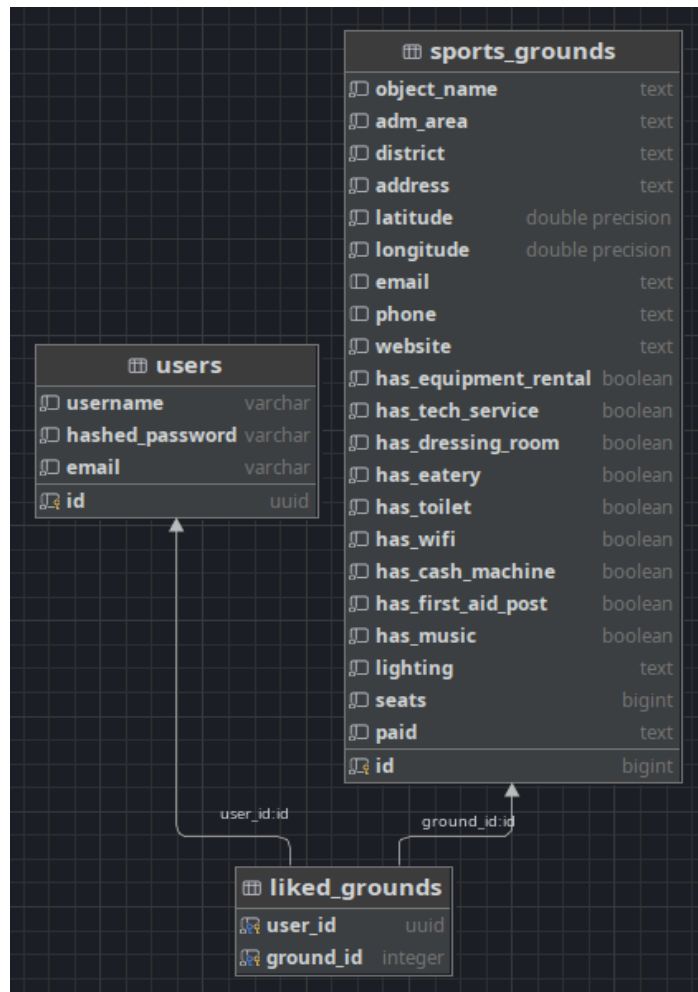 sports_grounds
object_name text
adm_area text
district text
address text
latitude double precision
longitude double precision
email text
phone text
website text
has_equipment_rental boolean
has_tech_service boolean
has_dressing_room boolean
has_eatery boolean
has_toilet boolean
has_wifi boolean
has_cash_machine boolean
has_first_aid_post boolean
has_music boolean
lighting text
seats bigint
paid text
id bigint
users
username varchar
hashed_password varchar
email varchar
id uuid
user_id:id
ground_id:id
liked_grounds
user_id uuid
ground_id integer